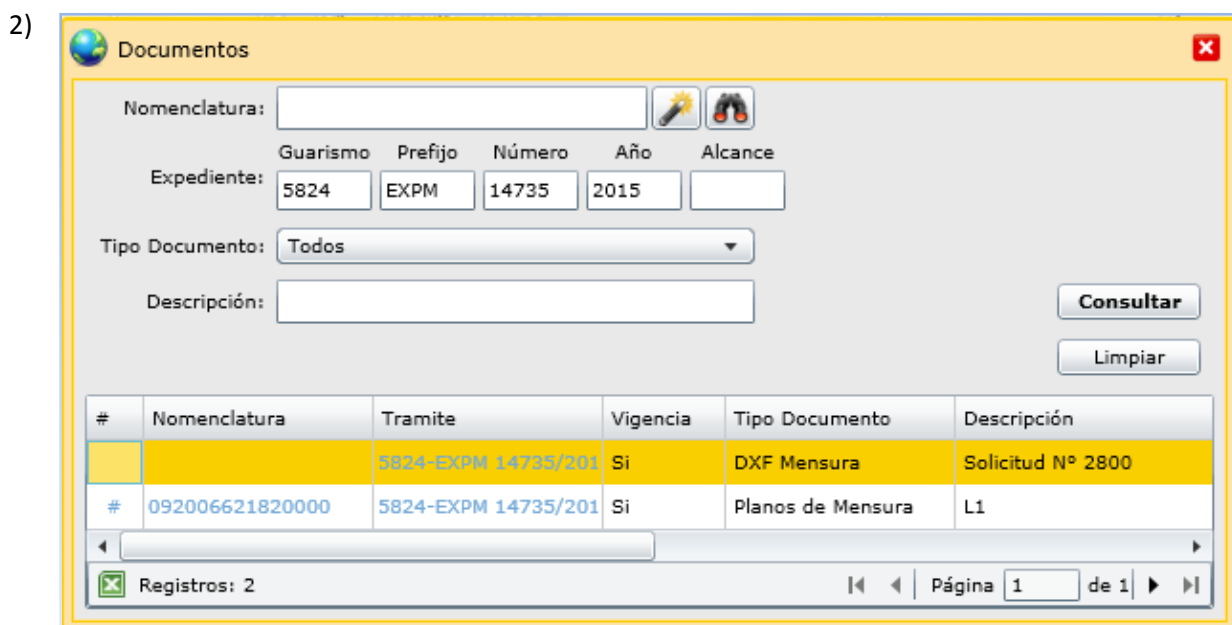 2)
Documentos
Nomenclatura:
Guarismo Prefijo Número Año Alcance
Expediente: 5824 EXPM 14735 2015
Tipo Documento: Todos
Descripción:
Consultar
Limpiar
# Nomenclatura Tramite Vigencia Tipo Documento Descripción
5824-EXPM 14735/201 Si DXF Mensura Solicitud Nº 2800
# 092006621820000 5824-EXPM 14735/201 Si Planos de Mensura L1
Registros: 2 Página 1 de 1